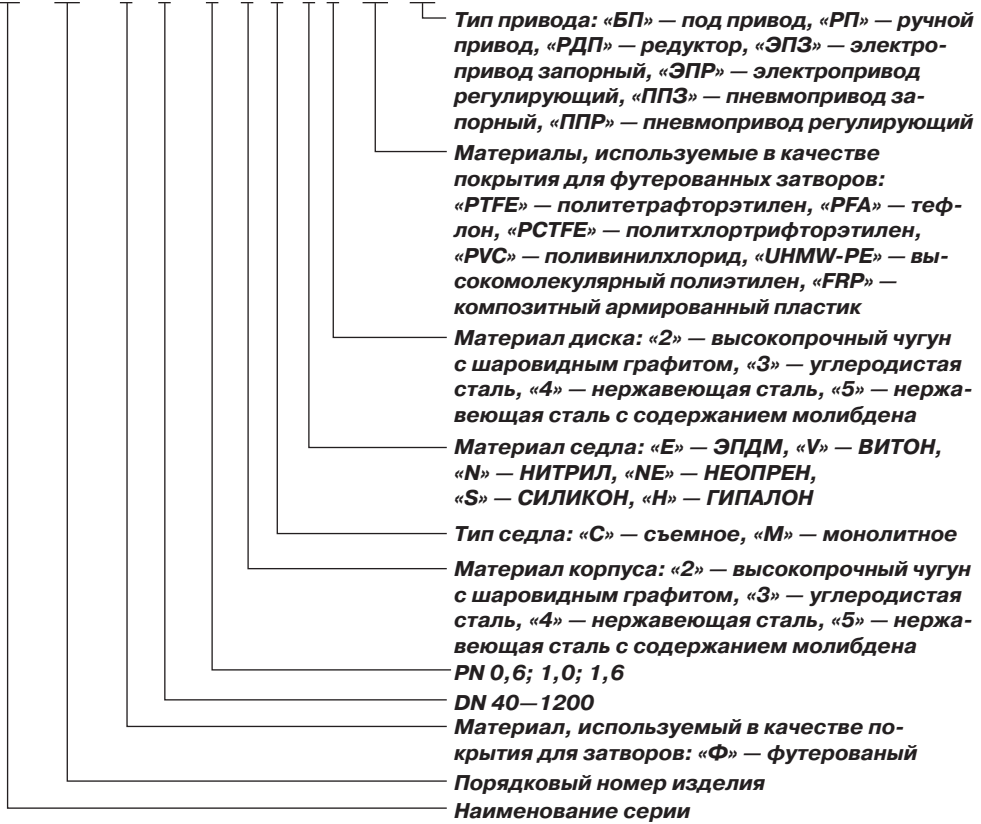 Тип привода: «БП» — под привод, «РП» — ручной
привод, «РДП» — редуктор, «ЭПЗ» — электро-
привод запорный, «ЭПР» — электропривод
регулирующий, «ППЗ» — пневмопривод за-
порный, «ППР» — пневмопривод регулирующий
Материалы, используемые в качестве
покрытия для футерованных затворов:
«PTFE» — политетрафторэтилен, «PFA» — теф-
лон, «PCTFE» — политхлортрифторэтилен,
«PVC» — поливинилхлорид, «UHMW-PE» — вы-
сокомолекулярный полиэтилен, «FRP» —
композитный армированный пластик
Материал диска: «2» — высокопрочный чугун
с шаровидным графитом, «3» — углеродистая
сталь, «4» — нержавеющая сталь, «5» — нержа-
веющая сталь с содержанием молибдена
Материал седла: «E» — ЭПДМ, «V» — ВИТОН,
«N» — НИТРИЛ, «NE» — НЕОПРЕН,
«S» — СИЛИКОН, «H» — ГИПАЛОН
Тип седла: «С» — съемное, «М» — монолитное
Материал корпуса: «2» — высокопрочный чугун
с шаровидным графитом, «3» — углеродистая
сталь, «4» — нержавеющая сталь, «5» — нержа-
веющая сталь с содержанием молибдена
PN 0,6; 1,0; 1,6
DN 40—1200
Материал, используемый в качестве по-
крытия для затворов: «Ф» — футерованый
Порядковый номер изделия
Наименование серии